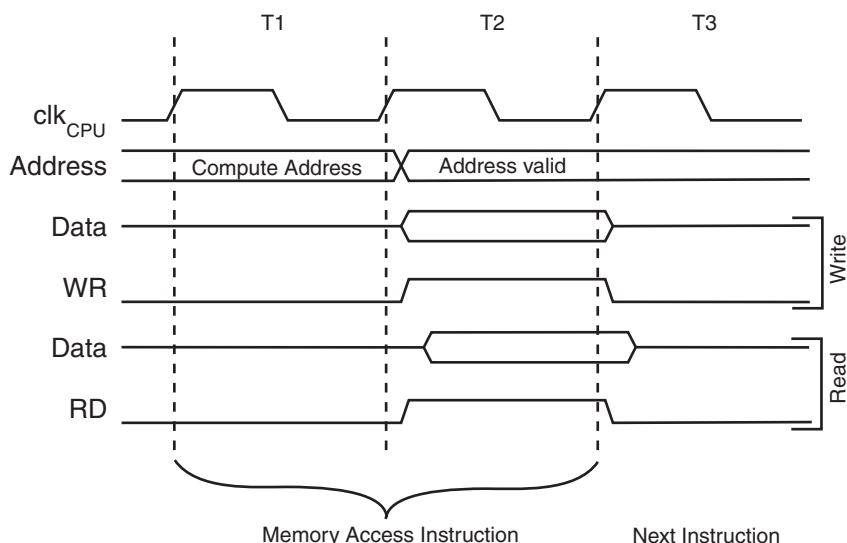 T1 T2 T3
clkCPU
Address Compute Address Address valid
Data
WR
Write
Data
RD
Read
Memory Access Instruction Next Instruction